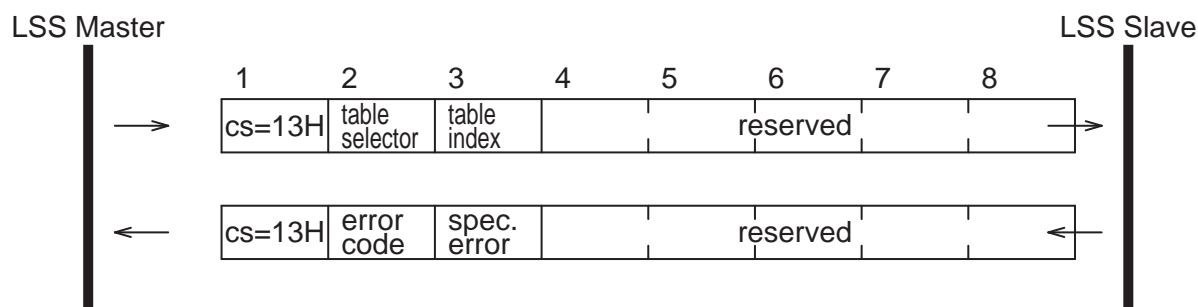 LSS Master LSS Slave
1 2 3 4 5 6 7 8
cs=13H table selector table index reserved
cs=13H error code spec. error reserved